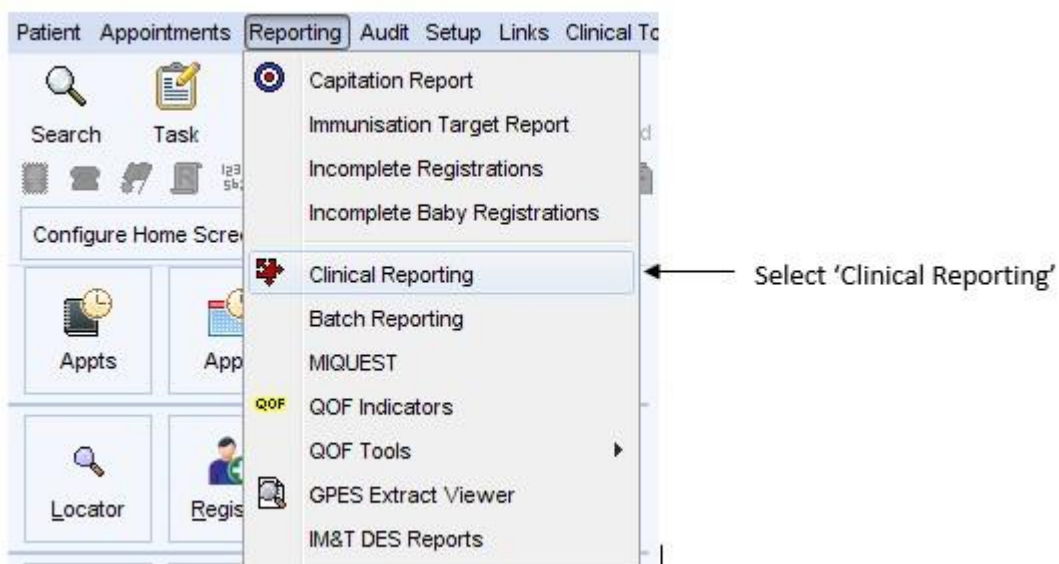 Patient Appointments Reporting Audit Setup Links Clinical To
Search Task
Configure Home Scree
Appts App
Locator Regis
Capitation Report
Immunisation Target Report
Incomplete Registrations
Incomplete Baby Registrations
Clinical Reporting
Batch Reporting
MIQUEST
QOF QOF Indicators
QOF Tools
GPES Extract Viewer
IM&T DES Reports
Select ‘Clinical Reporting’